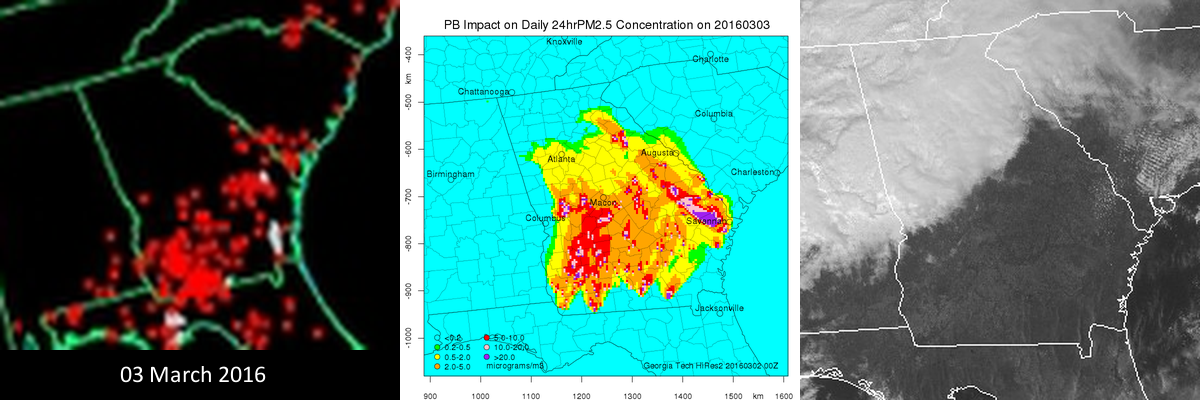 03 March 2016
PB Impact on Daily 24hrPM2.5 Concentration on 20160303
Knoxville
Charlotte
Chattanooga
Columbia
Atlanta
Augusta
Birmingham
Charleston
Macon
Columbus
Savannah
Jacksonville
-400
km
-500
-600
-700
-800
-900
-1000
<0.2
0.2-0.5
0.5-2.0
2.0-5.0
5.0-10.0
10.0-20.0
>20.0
micrograms/m3
Georgia Tech HiRes2 20160302 00Z
900 1000 1100 1200 1300 1400 1500 km 1600